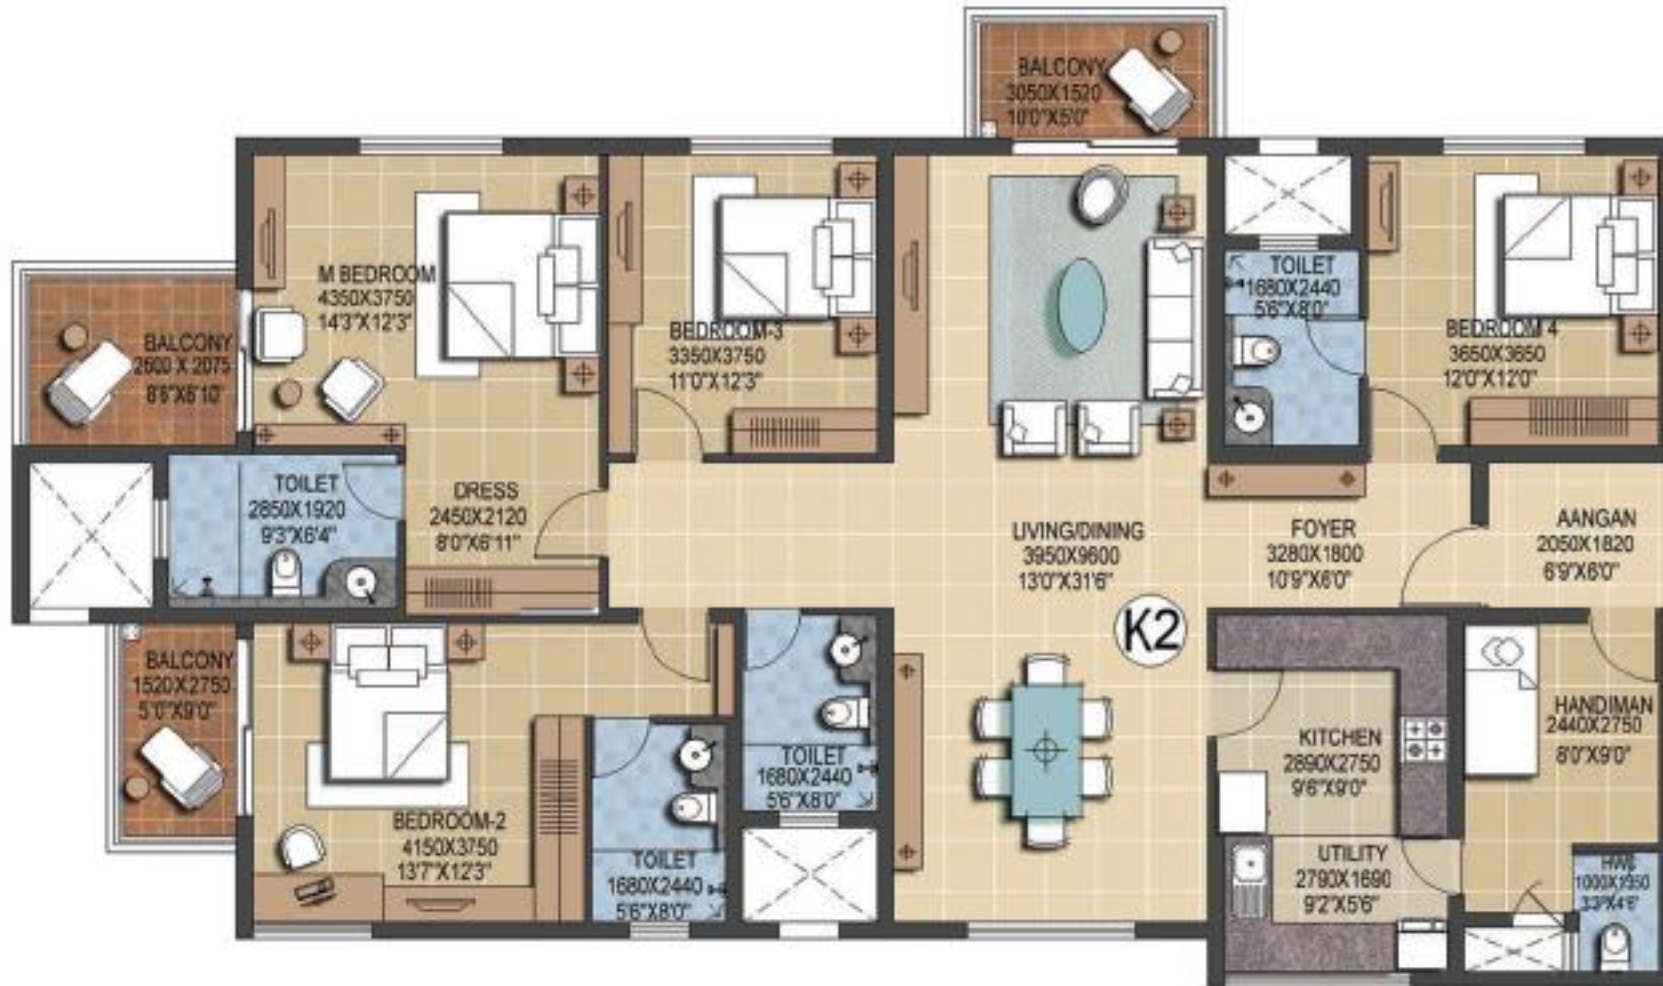 BALCONY
3050X1520
10'0"X5'0"
M BEDROOM
4350X3750
14'3"X12'3"
BALCONY
2600 X 2075
8'6"X6'10"
BEDROOM-3
3350X3750
11'0"X12'3"
TOILET
1680X2440
5'6"X8'0"
BEDROOM 4
3650X3650
12'0"X12'0"
TOILET
2850X1920
9'3"X6'4"
DRESS
2450X2120
8'0"X6'11"
LIVING/DINING
3950X9600
13'0"X31'6"
FOYER
3280X1800
10'9"X6'0"
AANGAN
2050X1820
6'9"X6'0"
K2
BALCONY
1520X2750
5'0"X9'0"
BEDROOM-2
4150X3750
13'7"X12'3"
TOILET
1680X2440
5'6"X8'0"
TOILET
1680X2440
5'6"X8'0"
KITCHEN
2890X2750
9'6"X9'0"
HANDIMAN
2440X2750
8'0"X9'0"
UTILITY
2790X1690
9'2"X5'6"
1000X1350
3'3"X4'6"